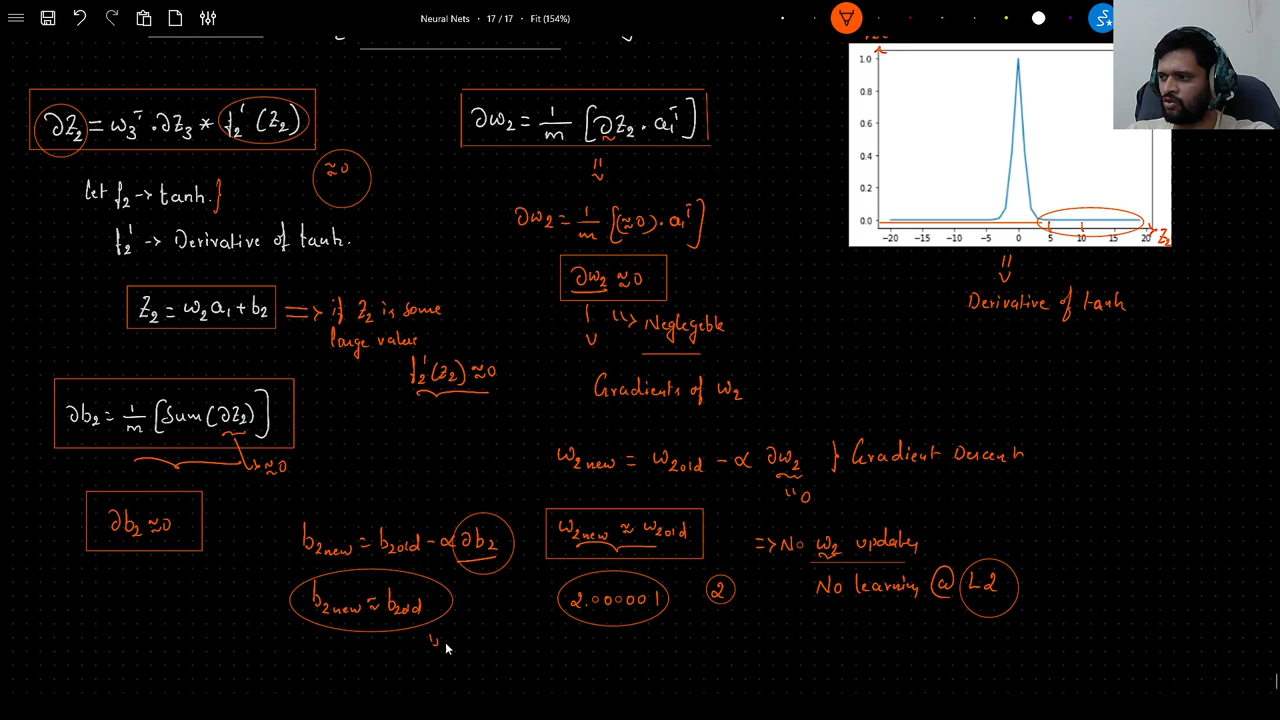 Neural Nets • 17 / 17 • Fit (154%)
∂Z₂ = w₃ᵀ · ∂Z₃ * f₂'(Z₂)
≈0
let f₂ → tanh. }
f₂' → Derivative of tanh.
Z₂ = w₂a₁ + b₂ => if Z₂ is some
large value
f₂'(Z₂) ≈ 0
∂b₂ = 1/m [Sum(∂Z₂)]
≈0
∂b₂ ≈ 0
b₂new = b₂old - α ∂b₂
b₂new ≈ b₂old
∂w₂ = 1/m [∂Z₂ · a₁ᵀ]
∂w₂ = 1/m [(≈0) · a₁ᵀ]
∂w₂ ≈ 0
Neglegeble
Gradients of w₂
w₂new = w₂old - α ∂w₂ } Gradient Descent
0
w₂new ≈ w₂old => No w₂ updates
2.000001 2 No learning @ L2
1.0
0.8
0.6
0.4
0.2
0.0
-20 -15 -10 -5 0 5 10 15 20 Z₂
Derivative of tanh